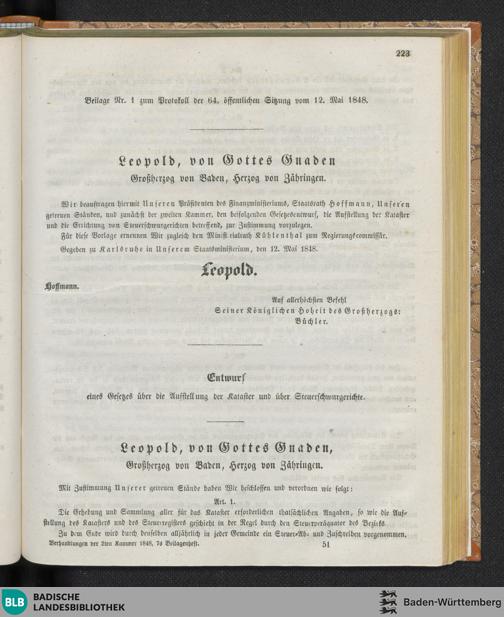 223
Beilage Nr. 1 zum Protokoll der 64. öffentlichen Sitzung vom 12. Mai 1848.
Leopold, von Gottes Gnaden
Großherzog von Baden, Herzog von Zähringen.
Wir beauftragen hiermit Unseren Präsidenten des Finanzministeriums, Staatsrath Hoffmann, Unseren
getreuen Ständen, und zunächst der zweiten Kammer, den beifolgenden Gesetzesentwurf, die Aufstellung der Kataster
und die Errichtung von Steuerschwurgerichten betreffend, zur Zustimmung vorzulegen.
Für diese Vorlage ernennen Wir zugleich den Ministerialrath Kühlenthal zum Regierungscommissär.
Gegeben zu Karlsruhe in Unserem Staatsministerium, den 12. Mai 1848.
Leopold.
Hoffmann.
Auf allerhöchsten Befehl
Seiner Königlichen Hoheit des Großherzogs:
Büchler.
Entwurf
eines Gesetzes über die Aufstellung der Kataster und über Steuerschwurgerichte.
Leopold, von Gottes Gnaden,
Großherzog von Baden, Herzog von Zähringen.
Mit Zustimmung Unserer getreuen Stände haben Wir beschlossen und verordnen wie folgt:
Art. 1.
Die Erhebung und Sammlung aller für das Kataster erforderlichen thatsächlichen Angaben, so wie die Auf-
stellung des Katasters und des Steuerregisters geschieht in der Regel durch den Steuerperäquator des Bezirks.
Zu dem Ende wird durch denselben alljährlich in jeder Gemeinde ein Steuer-Ab- und Zuschreiben vorgenommen.
Verhandlungen der 2ten Kammer 1848, 7s Beilagenheft.
51
BLB
BADISCHE
LANDESBIBLIOTHEK
Baden-Württemberg